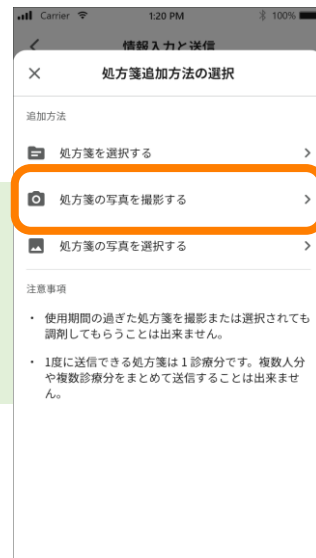 Carrier 1:20 PM 100%
情報入力と送信
処方箋追加方法の選択
追加方法
処方箋を選択する
処方箋の写真を撮影する
処方箋の写真を選択する
注意事項
・ 使用期間の過ぎた処方箋を撮影または選択されても
調剤してもらうことは出来ません。
・ 1度に送信できる処方箋は1診療分です。複数人分
や複数診療分をまとめて送信することは出来ませ
ん。